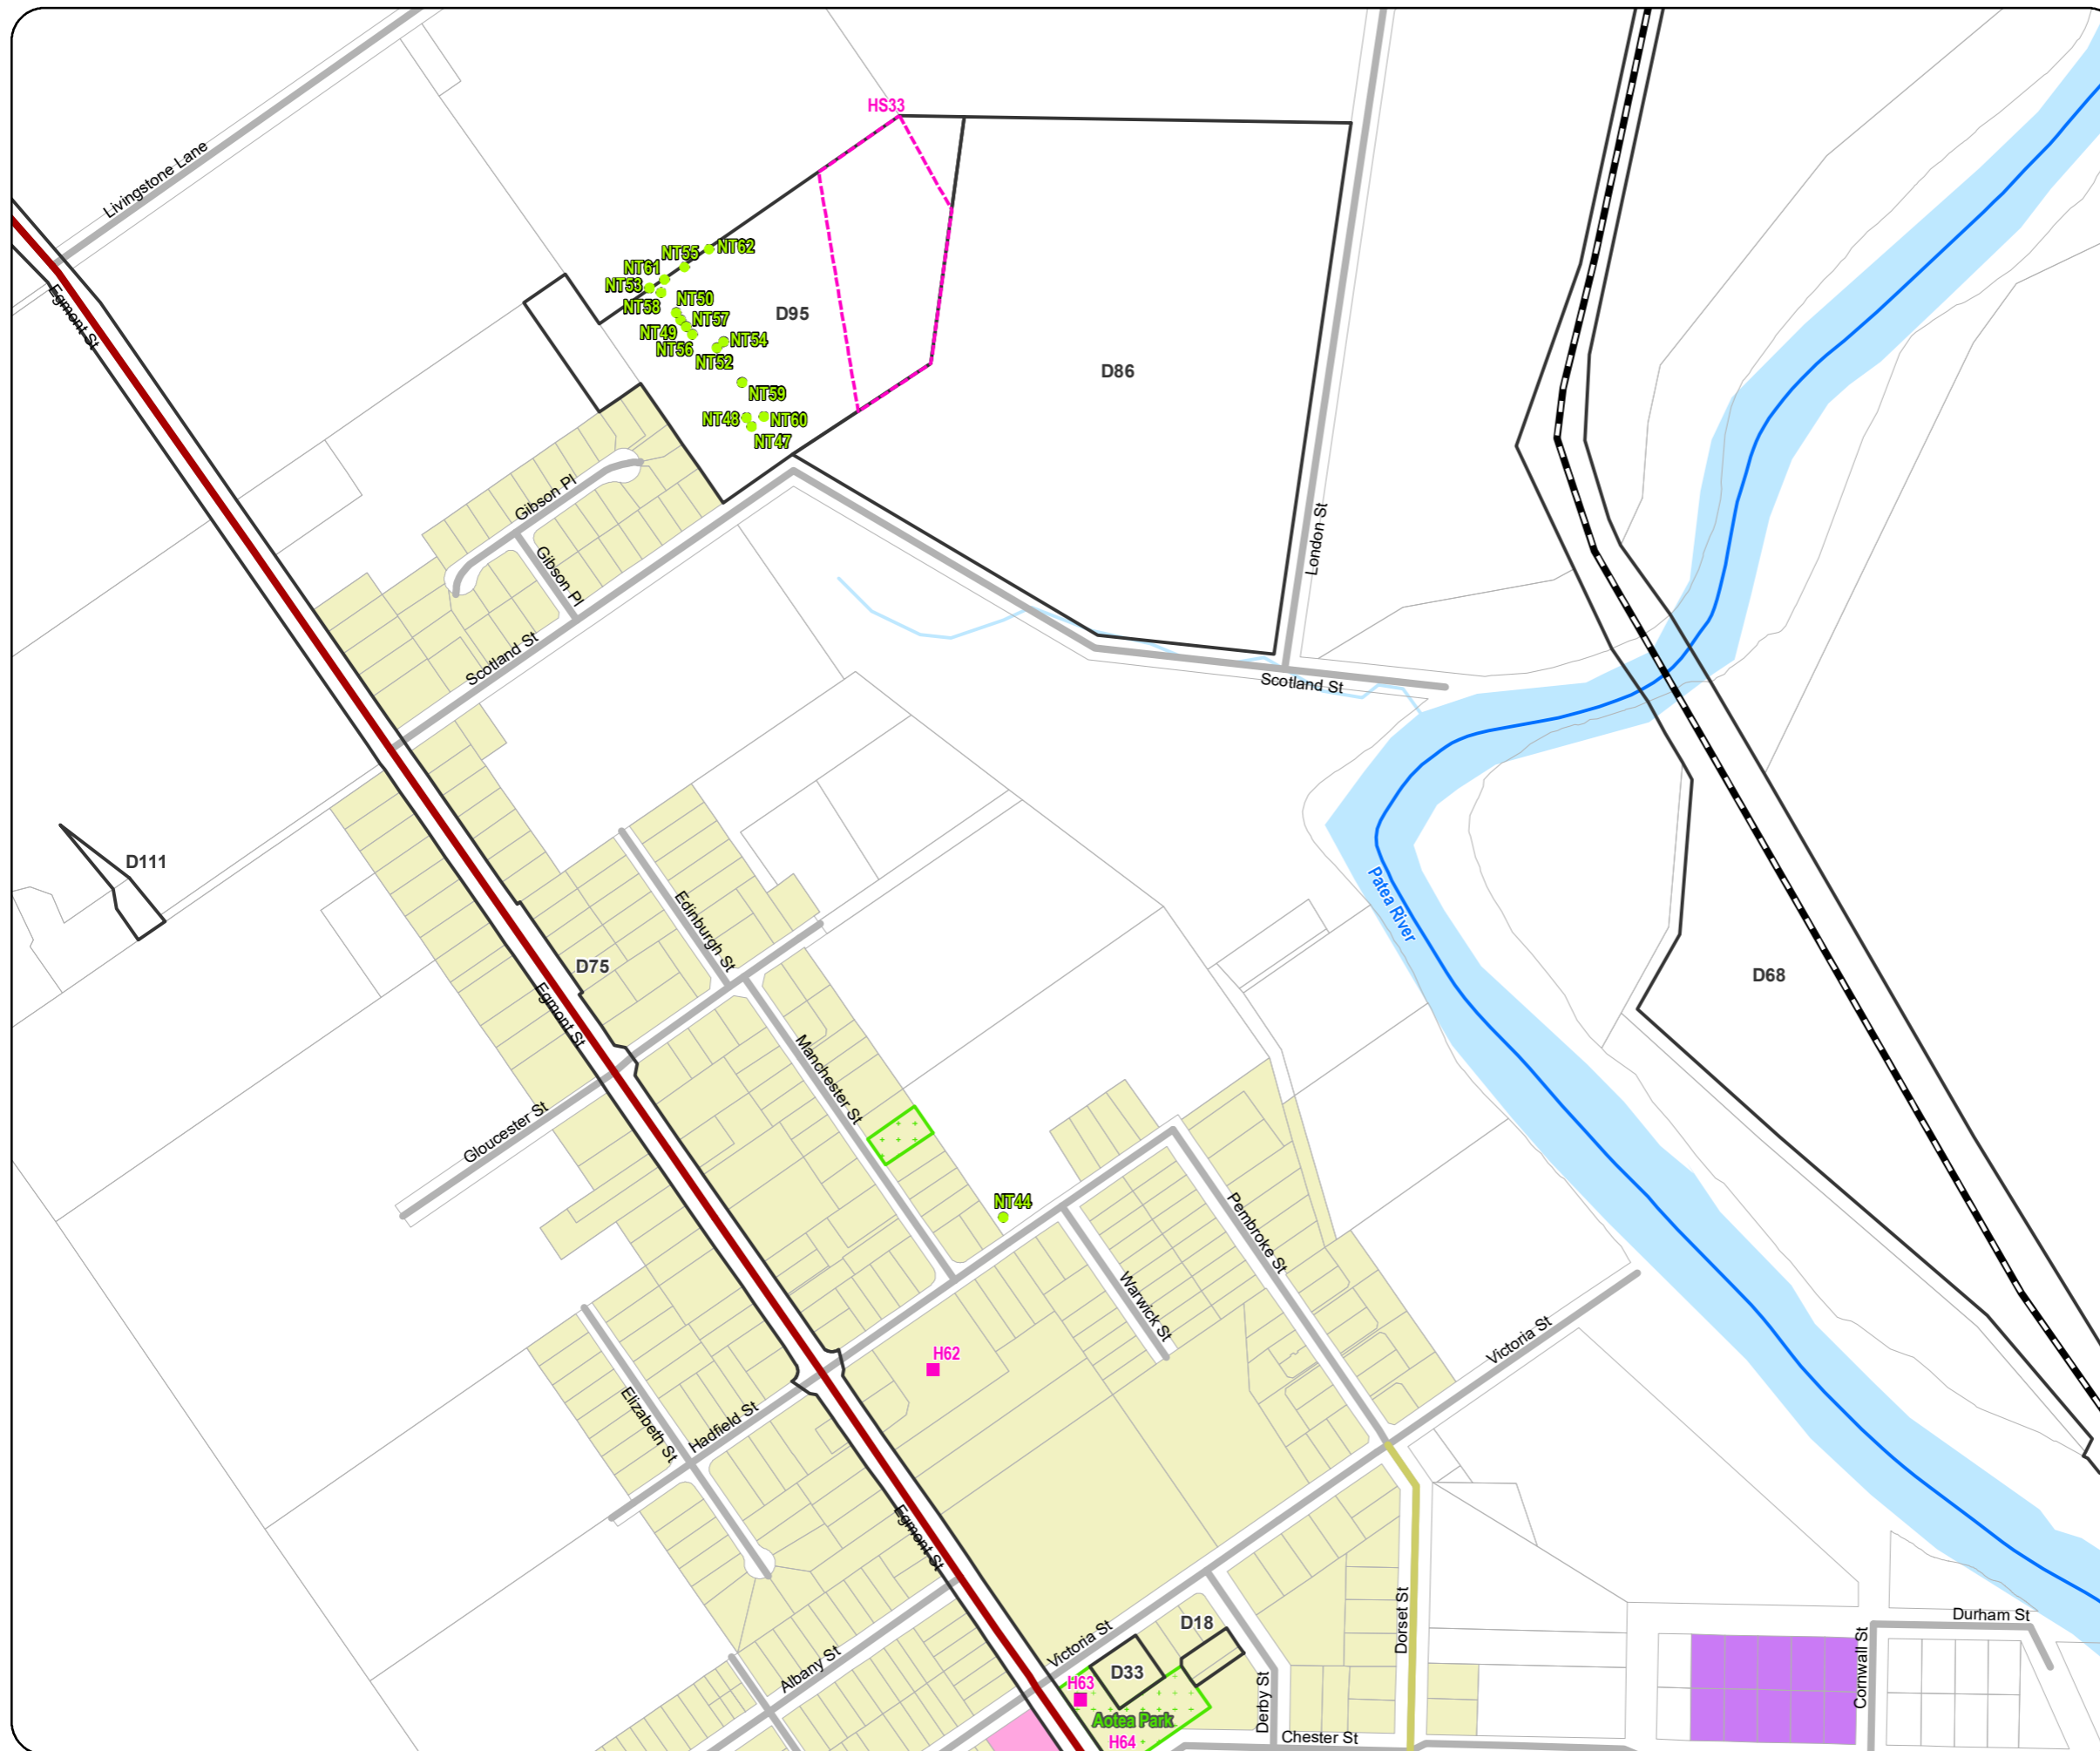 HS33
Livingstone Lane
NT62
NT55
NT61
NT53
NT58
NT50
D95
NT57
NT49
NT54
NT56
NT52
Egmont St
D86
NT59
NT48
NT60
NT47
Gibson Pl
London St
Gibson Pl
Scotland St
Scotland St
D111
Patea River
Edinburgh St
D75
D68
Egmont St
Manchester St
Gloucester St
NT44
Pembroke St
Warwick St
H62
Victoria St
Elizabeth St
Hadfield St
Egmont St
Dorset St
Durham St
D18
Victoria St
Albany St
D33
Cornwall St
H63
Derby St
Aotea Park
H64
Chester St